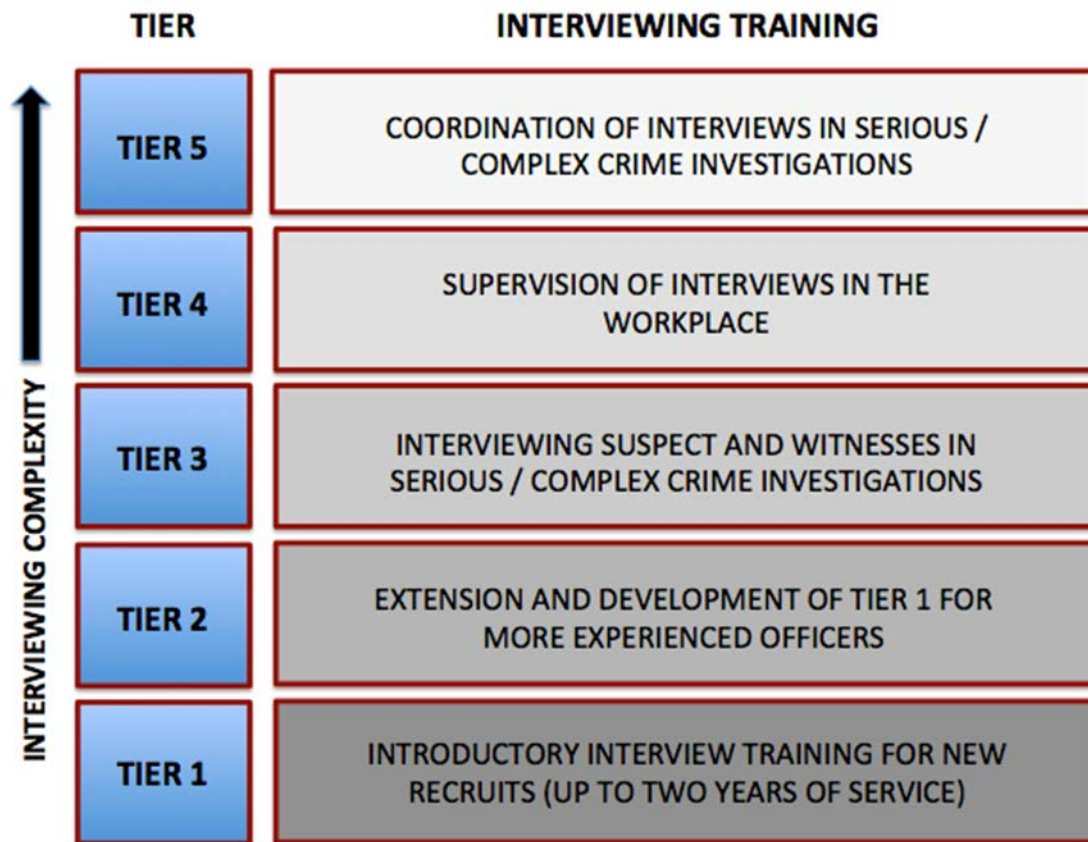 TIER
INTERVIEWING TRAINING
TIER 5
COORDINATION OF INTERVIEWS IN SERIOUS /
COMPLEX CRIME INVESTIGATIONS
TIER 4
SUPERVISION OF INTERVIEWS IN THE
WORKPLACE
TIER 3
INTERVIEWING SUSPECT AND WITNESSES IN
SERIOUS / COMPLEX CRIME INVESTIGATIONS
TIER 2
EXTENSION AND DEVELOPMENT OF TIER 1 FOR
MORE EXPERIENCED OFFICERS
TIER 1
INTRODUCTORY INTERVIEW TRAINING FOR NEW
RECRUITS (UP TO TWO YEARS OF SERVICE)
INTERVIEWING COMPLEXITY